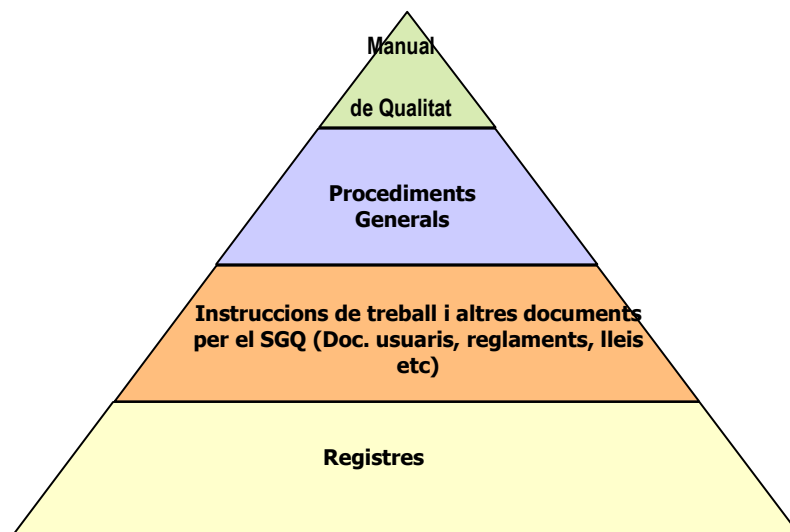 Manual
de Qualitat
Procediments
Generals
Instruccions de treball i altres documents
per el SGQ (Doc. usuaris, reglaments, lleis
etc)
Registres